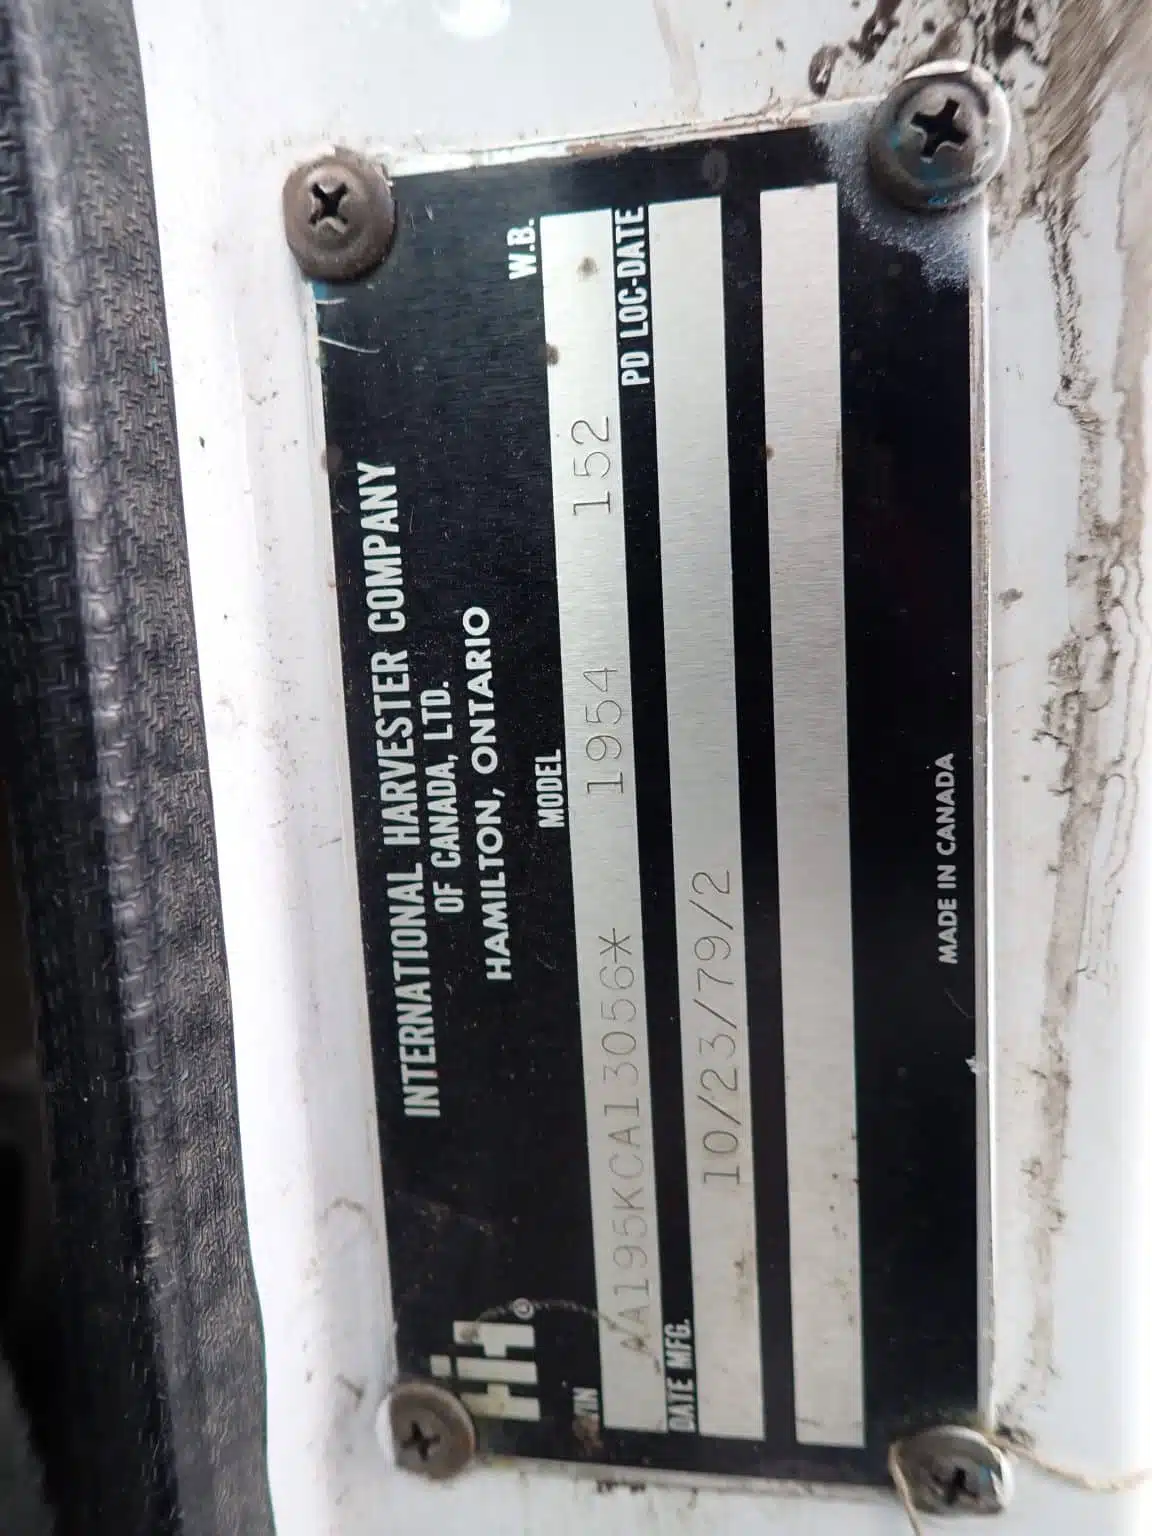 INTERNATIONAL HARVESTER COMPANY
OF CANADA, LTD.
HAMILTON, ONTARIO
IH ®
VIN MODEL W.B.
AA195KCA13056* 1954 152
DATE MFG. PD LOC-DATE
10/23/79/2
MADE IN CANADA